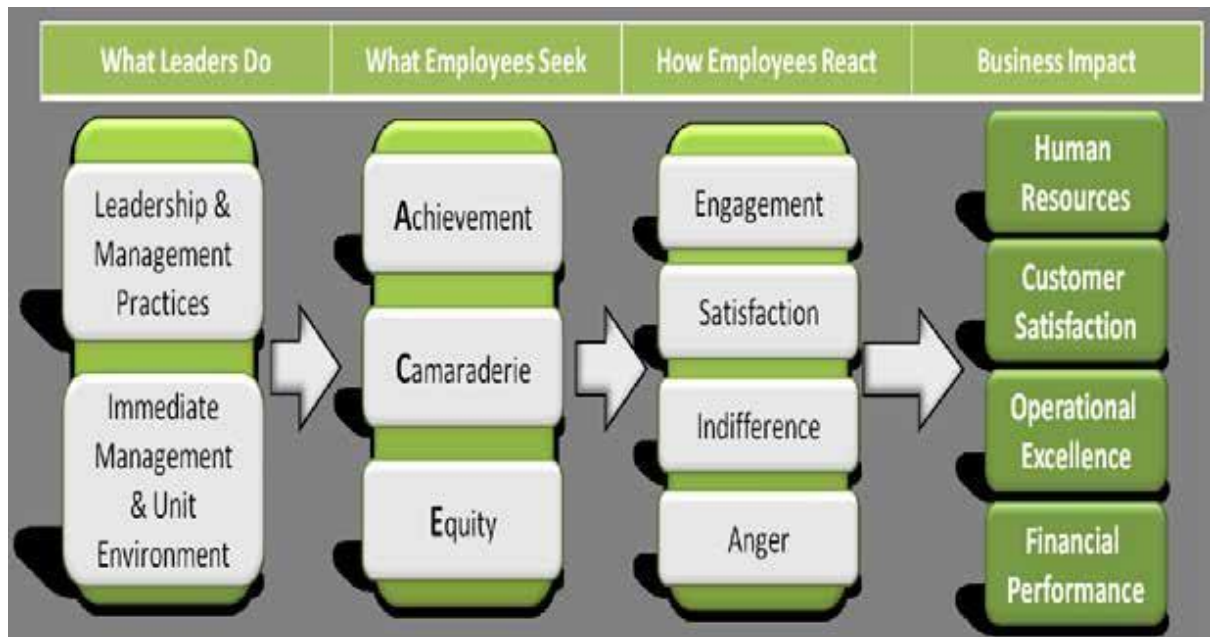 What Leaders Do
What Employees Seek
How Employees React
Business Impact
Leadership &
Management
Practices
Immediate
Management
& Unit
Environment
Achievement
Camaraderie
Equity
Engagement
Satisfaction
Indifference
Anger
Human
Resources
Customer
Satisfaction
Operational
Excellence
Financial
Performance